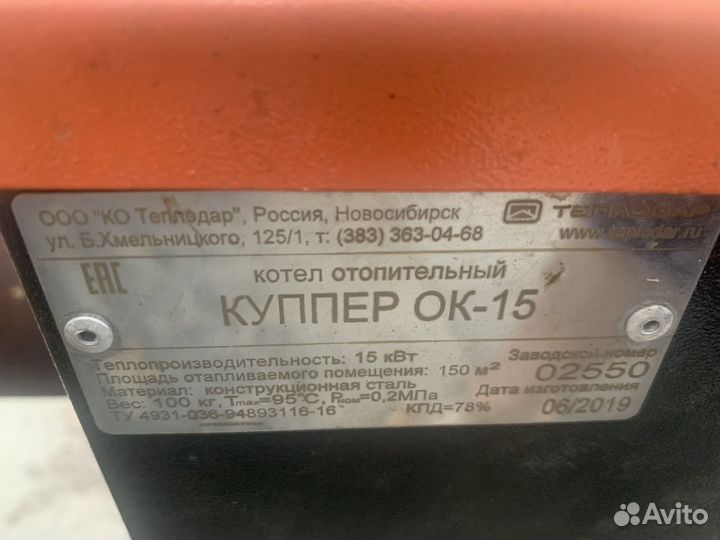 ООО "КО Теплодар", Россия, Новосибирск
ТЕПЛОДАР
ул. Б.Хмельницкого, 125/1, т: (383) 363-04-68
www.teplodar.ru
ЕАС
котел отопительный
КУППЕР ОК-15
Теплопроизводительность: 15 кВт
Площадь отапливаемого помещения: 150 м²
Материал: конструкционная сталь
Вес: 100 кг, Tmax=95°С, Рном=0,2МПа
ТУ 4931-036-94893116-16
КПД=78%
Заводской номер
02550
Дата изготовления
06/2019
Avito